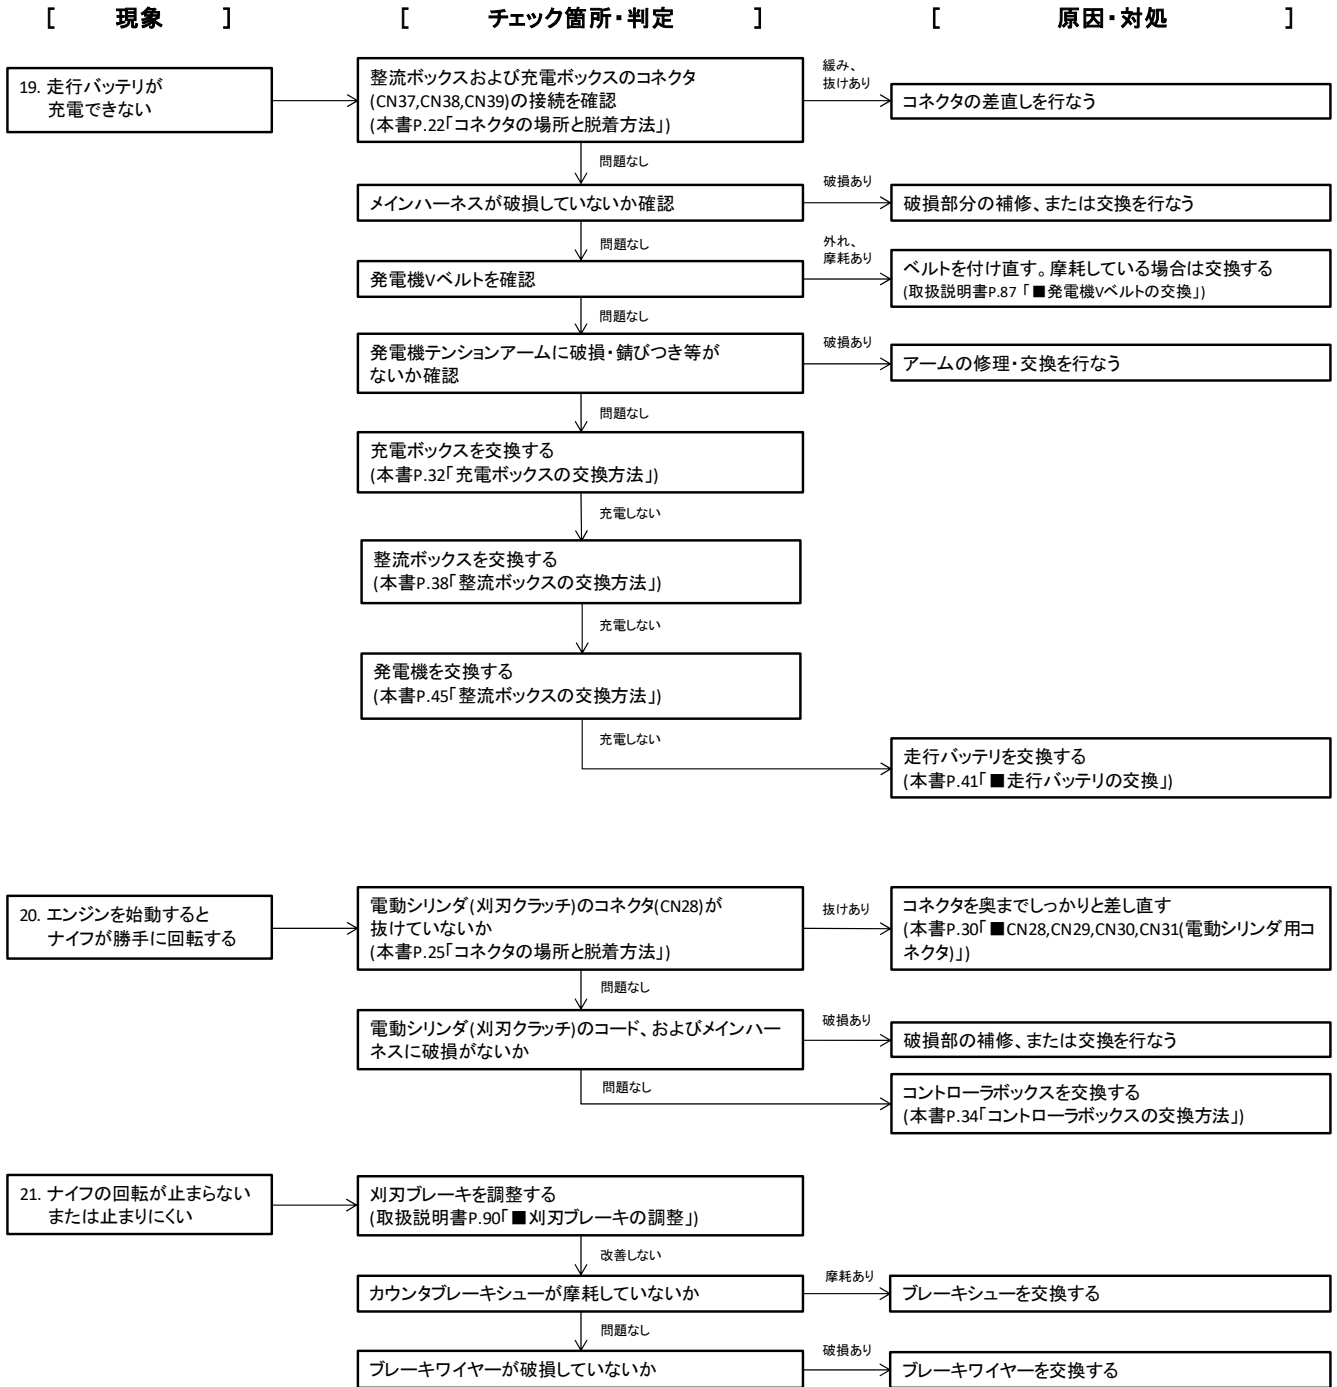 [ 現象 ] [ チェック箇所・判定 ] [ 原因・対処 ]
19. 走行バッテリが
充電できない
整流ボックスおよび充電ボックスのコネクタ
(CN37,CN38,CN39)の接続を確認
(本書P.22「コネクタの場所と脱着方法」)
緩み、
抜けあり
コネクタの差直しを行なう
問題なし
メインハーネスが破損していないか確認
破損あり
破損部分の補修、または交換を行なう
問題なし
発電機Vベルトを確認
外れ、
摩耗あり
ベルトを付け直す。摩耗している場合は交換する
(取扱説明書P.87 「■発電機Vベルトの交換」)
問題なし
発電機テンションアームに破損・錆びつき等が
ないか確認
破損あり
アームの修理・交換を行なう
問題なし
充電ボックスを交換する
(本書P.32「充電ボックスの交換方法」)
充電しない
整流ボックスを交換する
(本書P.38「整流ボックスの交換方法」)
充電しない
発電機を交換する
(本書P.45「整流ボックスの交換方法」)
充電しない
走行バッテリを交換する
(本書P.41「■走行バッテリの交換」)
20. エンジンを始動すると
ナイフが勝手に回転する
電動シリンダ(刈刃クラッチ)のコネクタ(CN28)が
抜けていないか
(本書P.25「コネクタの場所と脱着方法」)
抜けあり
コネクタを奥までしっかりと差し直す
(本書P.30「■CN28,CN29,CN30,CN31(電動シリンダ用コ
ネクタ)」)
問題なし
電動シリンダ(刈刃クラッチ)のコード、およびメインハー
ネスに破損がないか
破損あり
破損部の補修、または交換を行なう
問題なし
コントローラボックスを交換する
(本書P.34「コントローラボックスの交換方法」)
21. ナイフの回転が止まらない
または止まりにくい
刈刃ブレーキを調整する
(取扱説明書P.90「■刈刃ブレーキの調整」)
改善しない
カウンタブレーキシューが摩耗していないか
摩耗あり
ブレーキシューを交換する
問題なし
ブレーキワイヤーが破損していないか
破損あり
ブレーキワイヤーを交換する